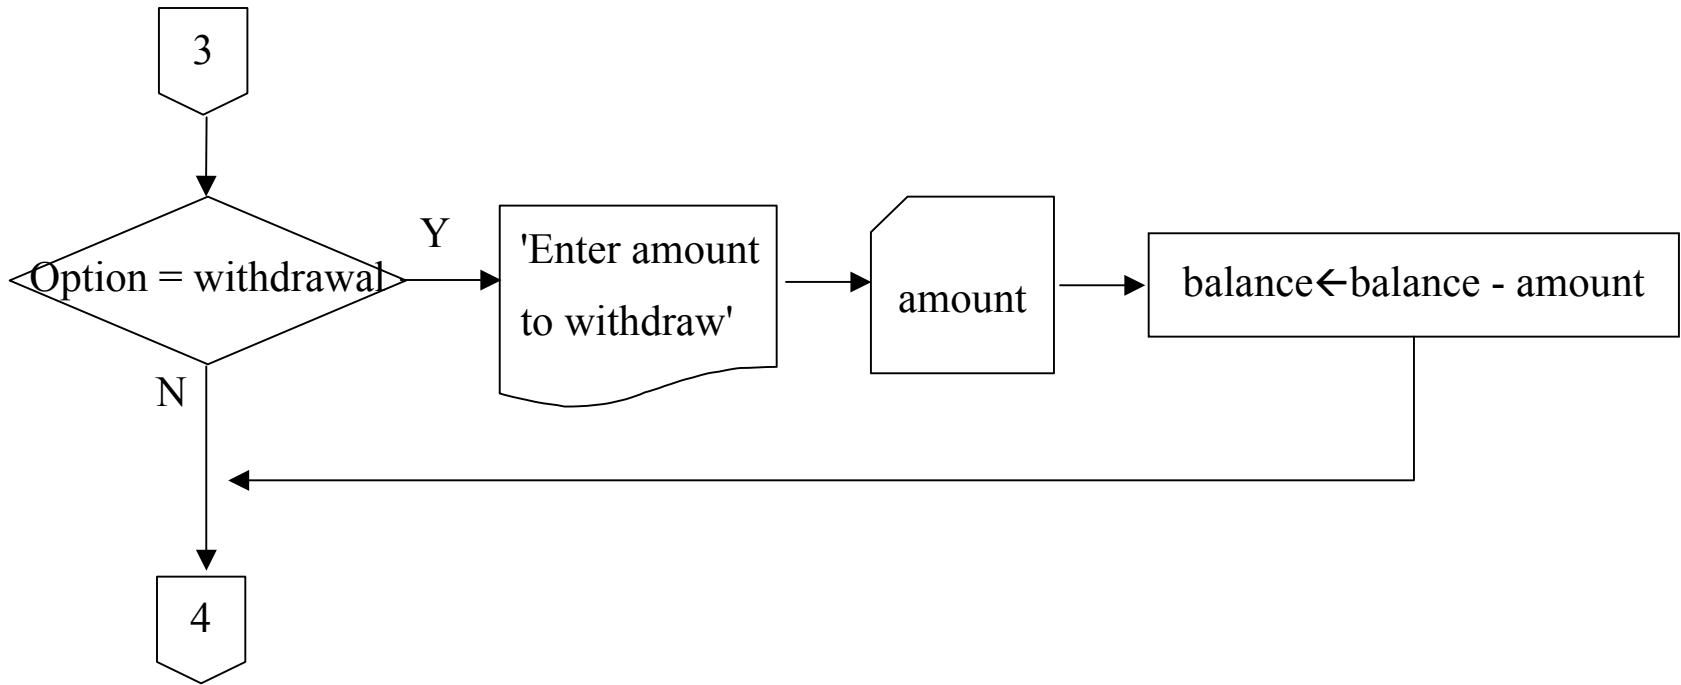 3
Option = withdrawal
Y
'Enter amount
to withdraw'
amount
balance←balance - amount
N
4